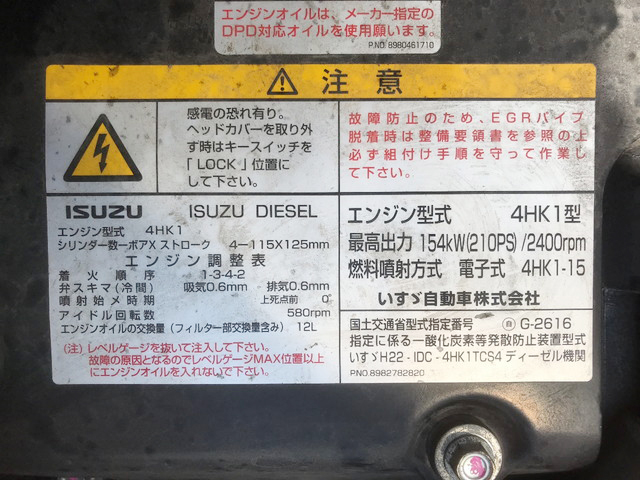 エンジンオイルは、メーカー指定の
DPD対応オイルを使用願います。
P.NO. 8980461710
注意
感電の恐れ有り。
ヘッドカバーを取り外
す時はキースイッチを
「LOCK」位置に
して下さい。
故障防止のため、EGRパイプ
脱着時は整備要領書を参照の上
必ず組付け手順を守って作業し
て下さい。
ISUZU ISUZU DIESEL
エンジン型式 4HK1
シリンダー数ーボアX ストローク 4－115X125mm
エンジン調整表
着火順序 1-3-4-2
弁スキマ(冷間) 吸気0.6mm 排気0.6mm
噴射始メ時期 上死点前 0°
アイドル回転数 580rpm
エンジンオイルの交換量(フィルター部交換量含み) 12L
(注) レベルゲージを抜いて注入して下さい。
故障の原因となるのでレベルゲージMAX位置以上
にエンジンオイルを入れないで下さい。
エンジン型式 4HK1型
最高出力 154kW(210PS)/2400rpm
燃料噴射方式 電子式 4HK1-15
いすゞ自動車株式会社
国土交通省型式指定番号 自 G-2616
指定に係る一酸化炭素等発散防止装置型式
いすゞH22-IDC-4HK1TCS4 ディーゼル機関
P.NO.8982782820